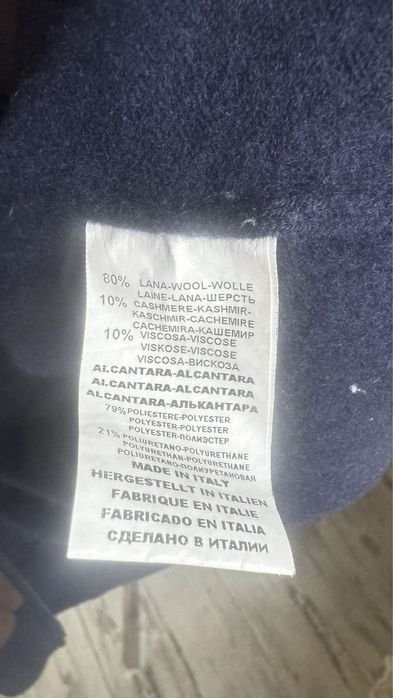 80% LANA-WOOL-WOLLE
LAINE-LANA-ШЕРСТЬ
10% CASHMERE-KASHMIR-
KASCHMIR-CACHEMIRE
CACHEMIRA-КАШЕМИР
10% VISCOSA-VISCOSE
VISKOSE-VISCOSE
VISCOSA-ВИСКОЗА
ALCANTARA-ALCANTARA
ALCANTARA-ALCANTARA
ALCANTARA-АЛЬКАНТАРА
79% POLIESTERE-POLYESTER
POLYESTER-POLYESTER
POLYESTER-ПОЛИЭСТЕР
21% POLIURETANO-POLYURETHANE
POLYURETHAN-POLYURETHANE
POLIURETANO-ПОЛИУРЕТАНОВАЯ
MADE IN ITALY
HERGESTELLT IN ITALIEN
FABRIQUE EN ITALIE
FABRICADO EN ITALIA
СДЕЛАНО В ИТАЛИИ